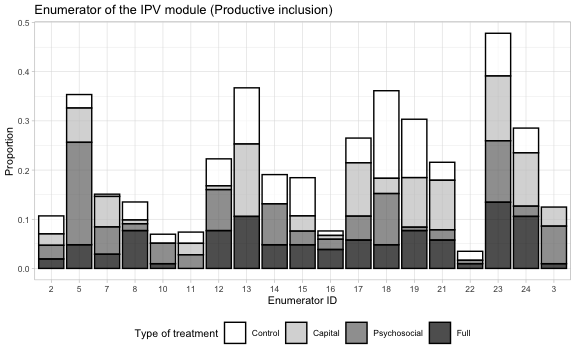 Enumerator of the IPV module (Productive inclusion)
0.5
0.4
0.3
0.2
0.1
0.0
Proportion
2 5 7 8 10 11 12 13 14 15 16 17 18 19 21 22 23 24 3
Enumerator ID
Type of treatment Control Capital Psychosocial Full